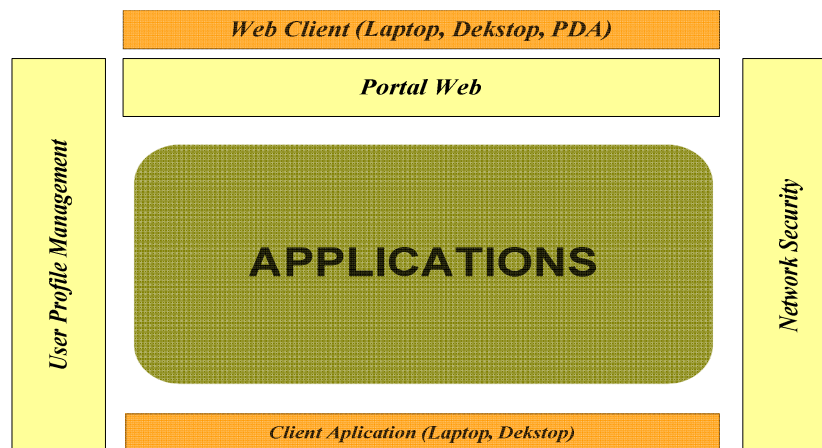 Web Client (Laptop, Dekstop, PDA)
Portal Web
User Profile Management
APPLICATIONS
Network Security
Client Aplication (Laptop, Dekstop)